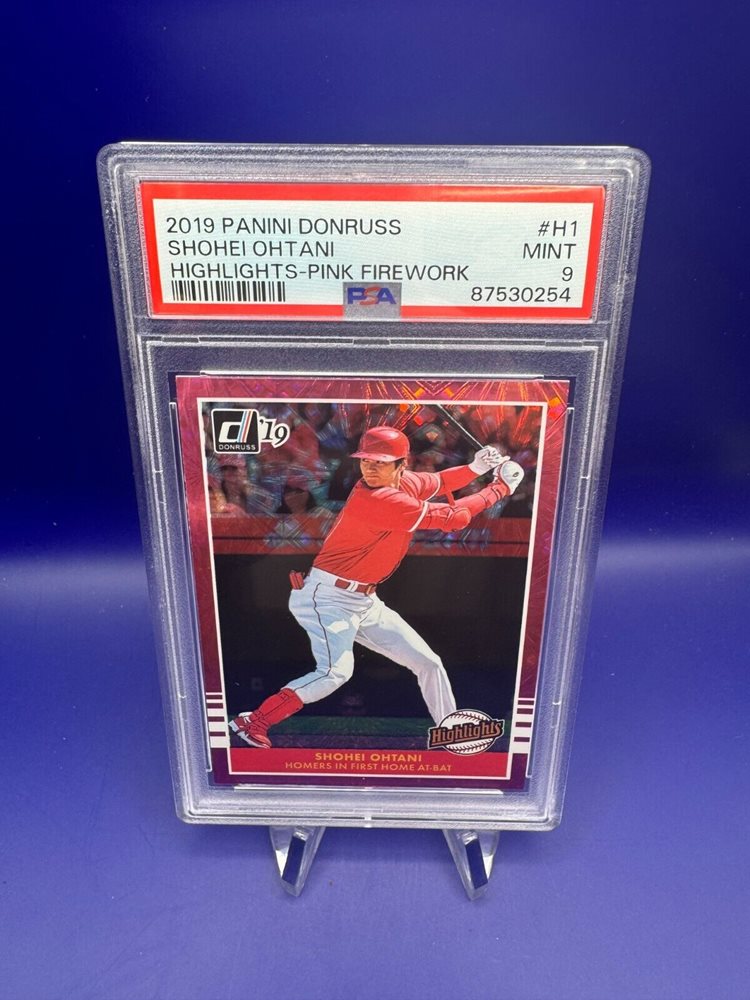 2019 PANINI DONRUSS #H1
SHOHEI OHTANI MINT
HIGHLIGHTS-PINK FIREWORK 9
PSA 87530254
DONRUSS '19
Highlights
SHOHEI OHTANI
HOMERS IN FIRST HOME AT-BAT